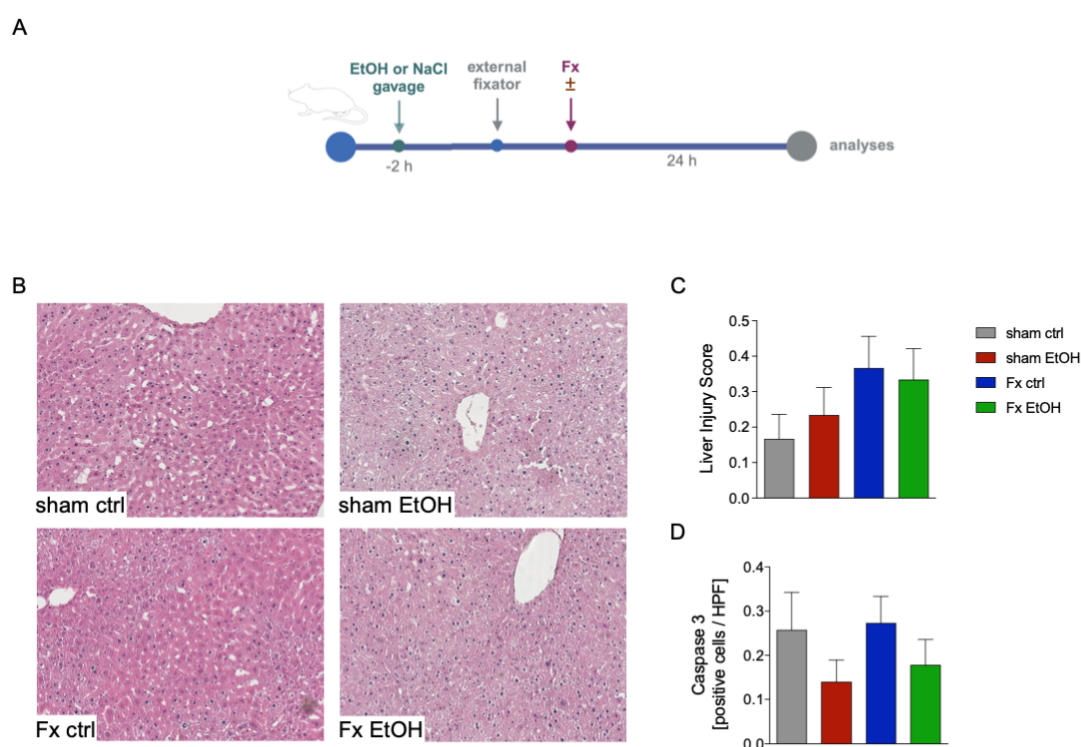 A
EtOH or NaCl
gavage
external
fixator
Fx
±
-2 h
24 h
analyses
B
sham ctrl
sham EtOH
Fx ctrl
Fx EtOH
C
Liver Injury Score
0.5
0.4
0.3
0.2
0.1
0.0
sham ctrl
sham EtOH
Fx ctrl
Fx EtOH
D
Caspase 3
[positive cells / HPF]
0.4
0.3
0.2
0.1
0.0